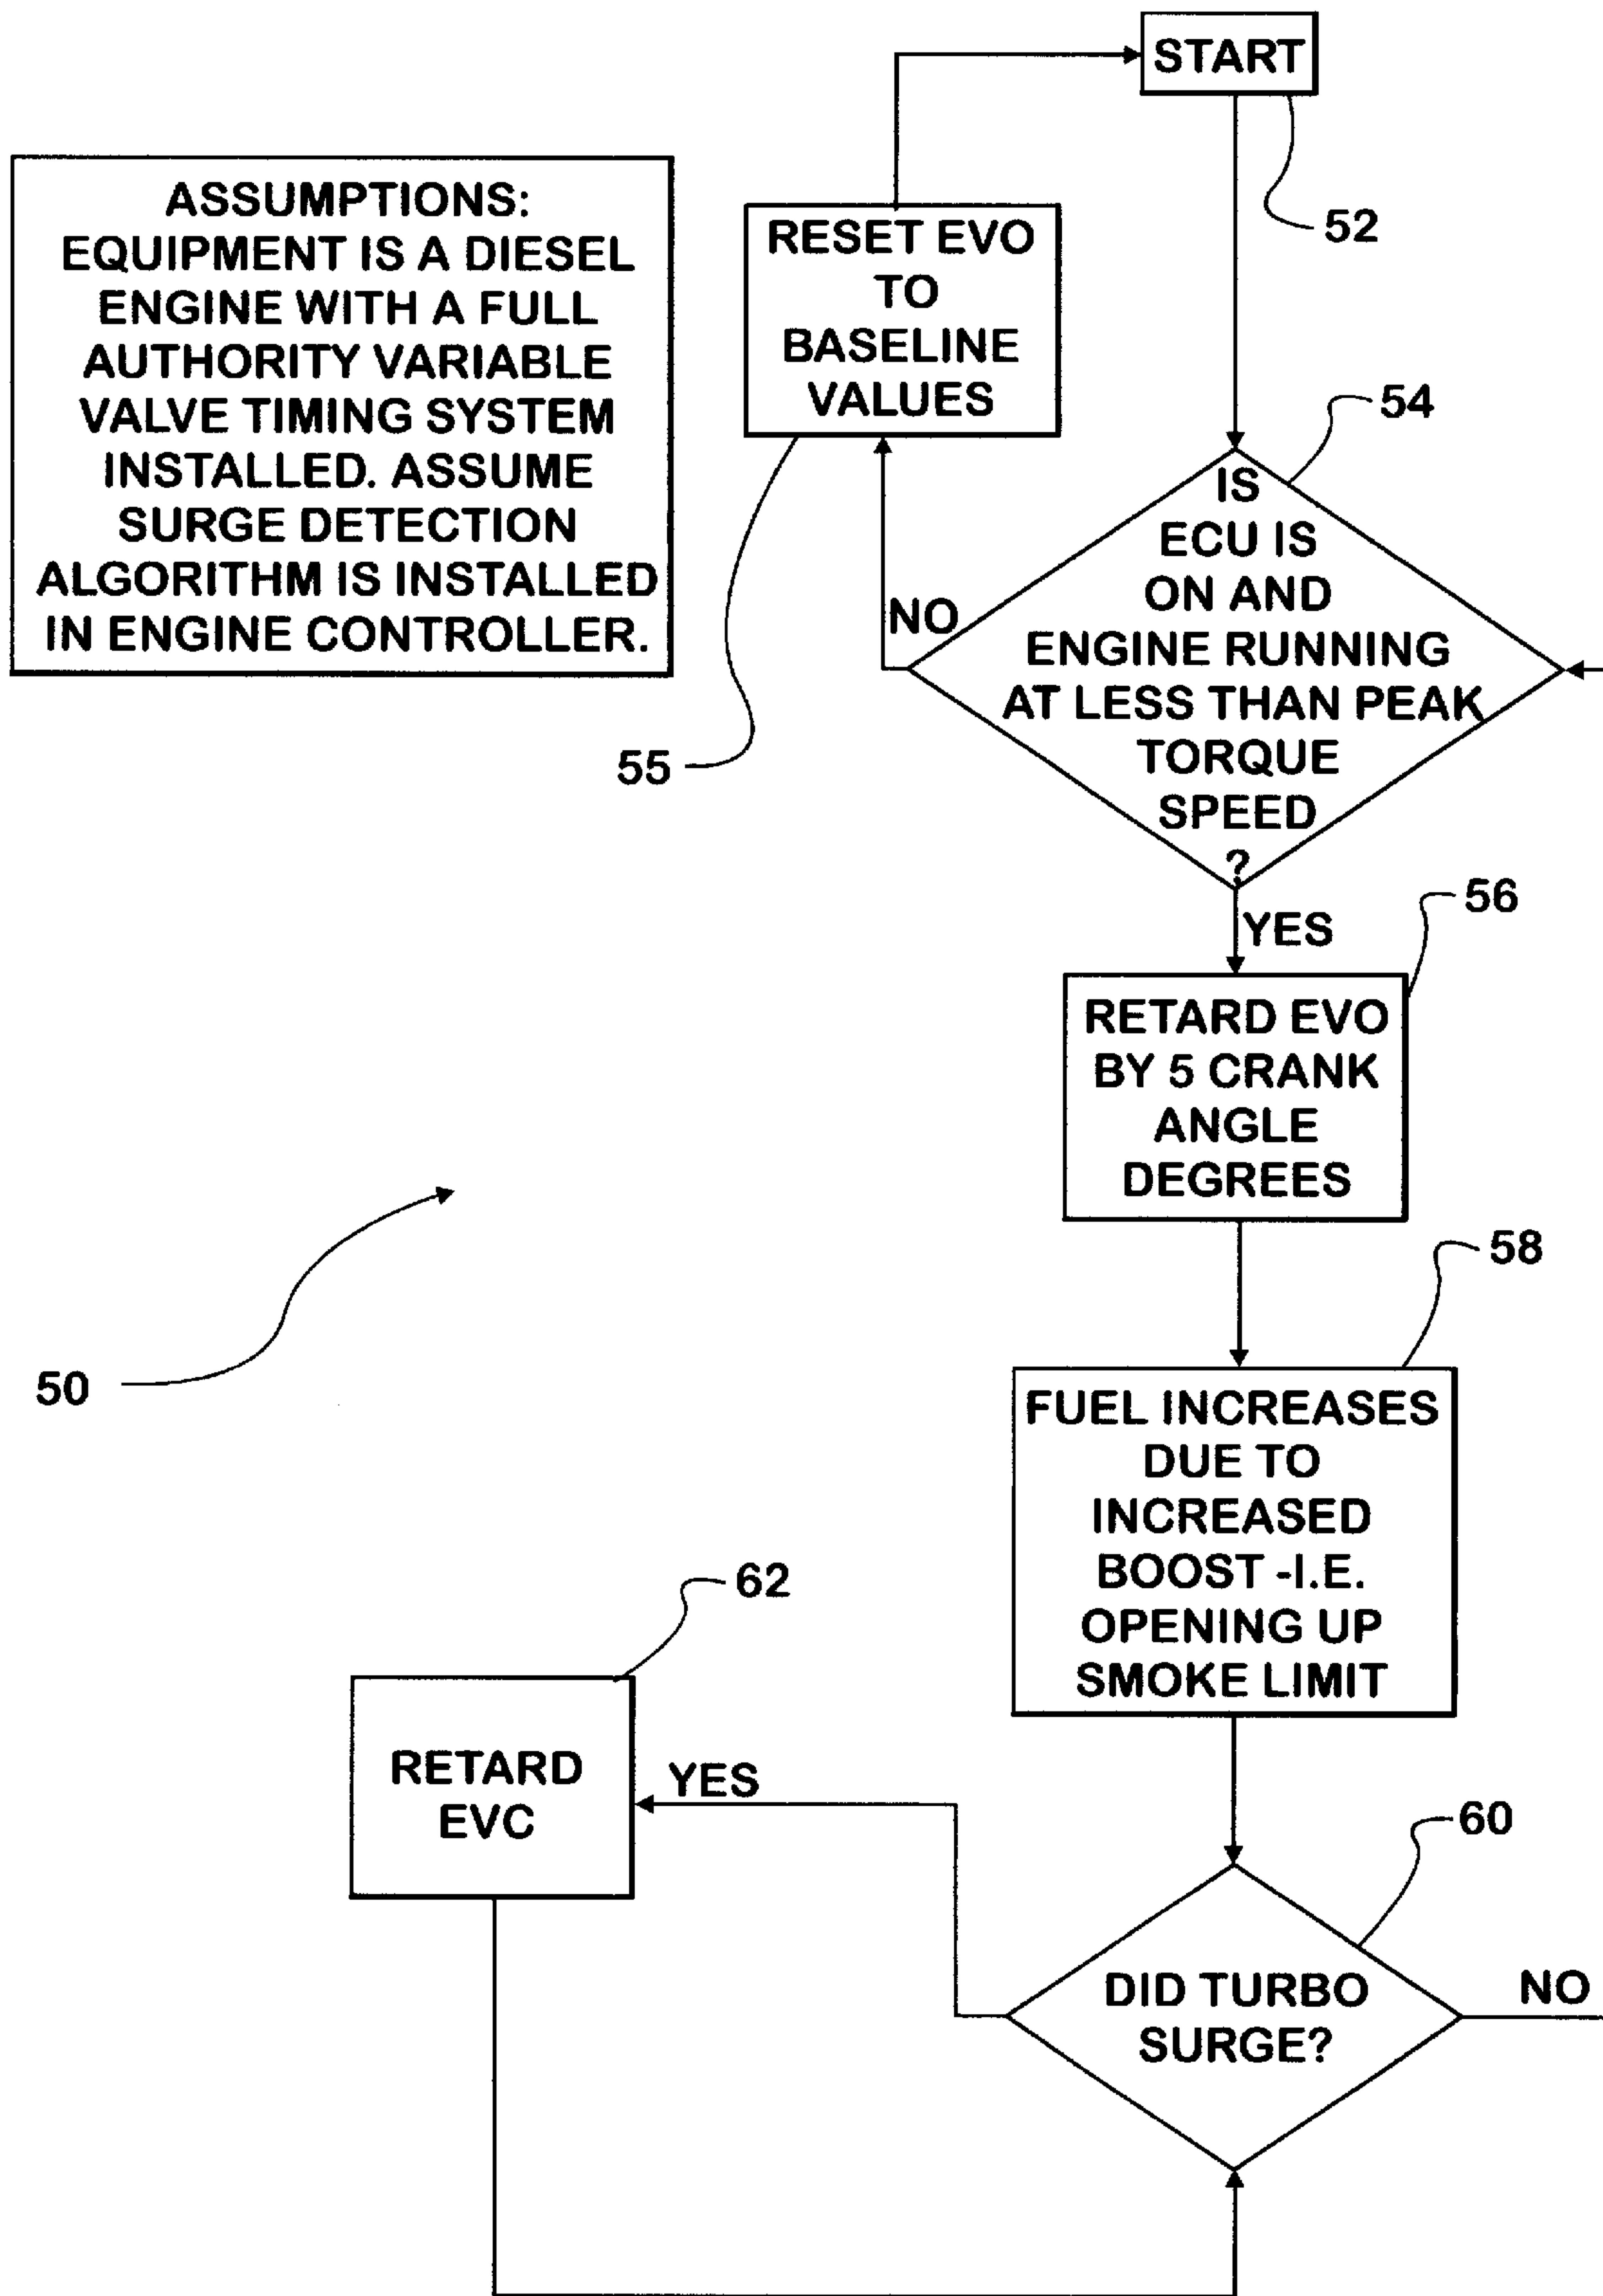 START
52
ASSUMPTIONS:
EQUIPMENT IS A DIESEL
ENGINE WITH A FULL
AUTHORITY VARIABLE
VALVE TIMING SYSTEM
INSTALLED. ASSUME
SURGE DETECTION
ALGORITHM IS INSTALLED
IN ENGINE CONTROLLER.
RESET EVO
TO
BASELINE
VALUES
55
54
IS
ECU IS
ON AND
ENGINE RUNNING
AT LESS THAN PEAK
TORQUE
SPEED
?
NO
YES
56
RETARD EVO
BY 5 CRANK
ANGLE
DEGREES
50
58
FUEL INCREASES
DUE TO
INCREASED
BOOST -I.E.
OPENING UP
SMOKE LIMIT
62
RETARD
EVC
YES
60
DID TURBO
SURGE?
NO